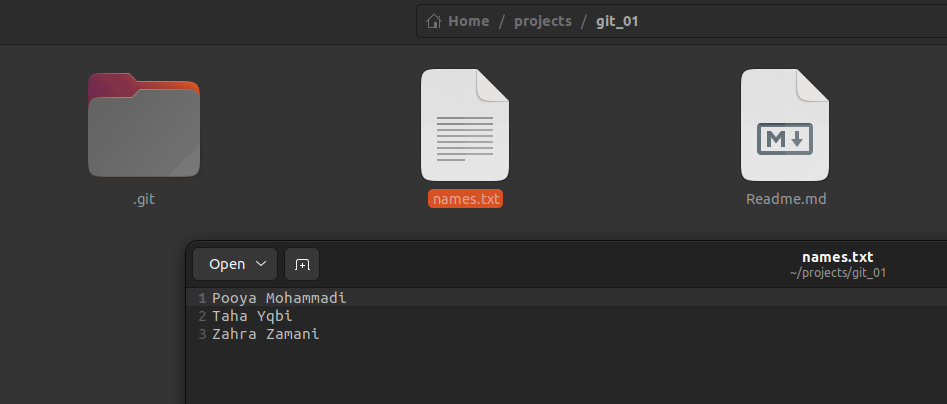 Home / projects / git_01
.git
names.txt
Readme.md
M
Open
names.txt
~/projects/git_01
1 Pooya Mohammadi
2 Taha Yqbi
3 Zahra Zamani